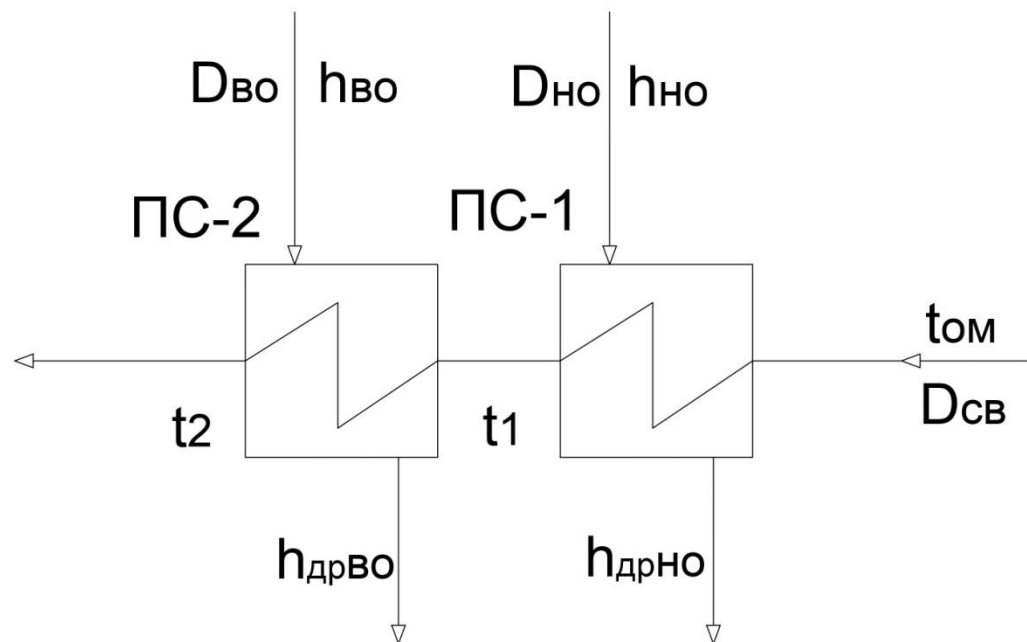 Dво hво
Dно hно
ПС-2
ПС-1
tом
Dсв
t2
t1
hдрво
hдрно